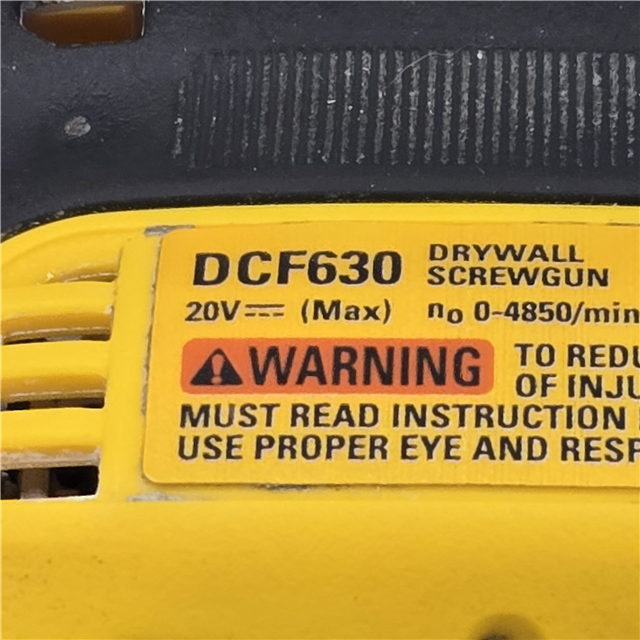 DCF630 DRYWALL
SCREWGUN
20V⎓ (Max) n₀ 0-4850/min
⚠WARNING TO REDU
OF INJU
MUST READ INSTRUCTION
USE PROPER EYE AND RESP